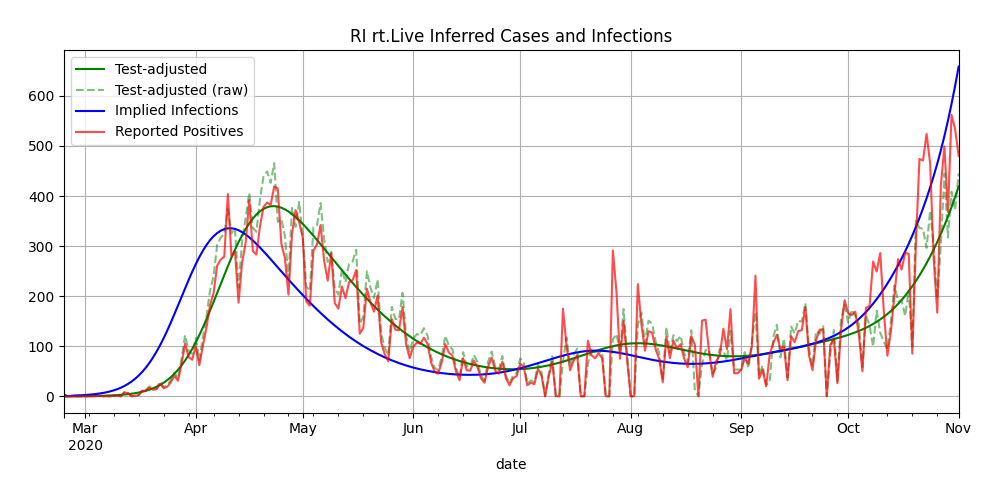 RI rt.Live Inferred Cases and Infections
Test-adjusted
Test-adjusted (raw)
Implied Infections
Reported Positives
600
500
400
300
200
100
0
Mar Apr May Jun Jul Aug Sep Oct Nov
2020
date